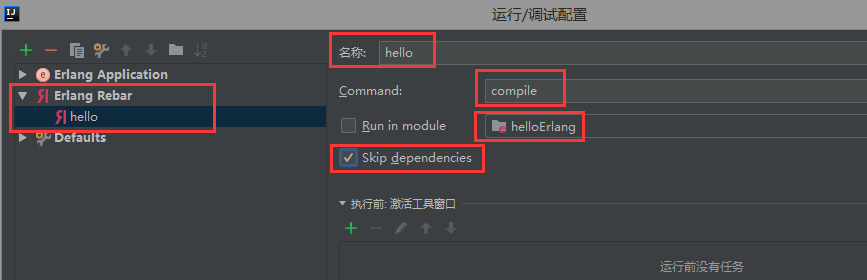 IJ
运行/调试配置
Erlang Application
Erlang Rebar
hello
Defaults
名称: hello
Command: compile
Run in module helloErlang
Skip dependencies
执行前: 激活工具窗口
运行前没有任务